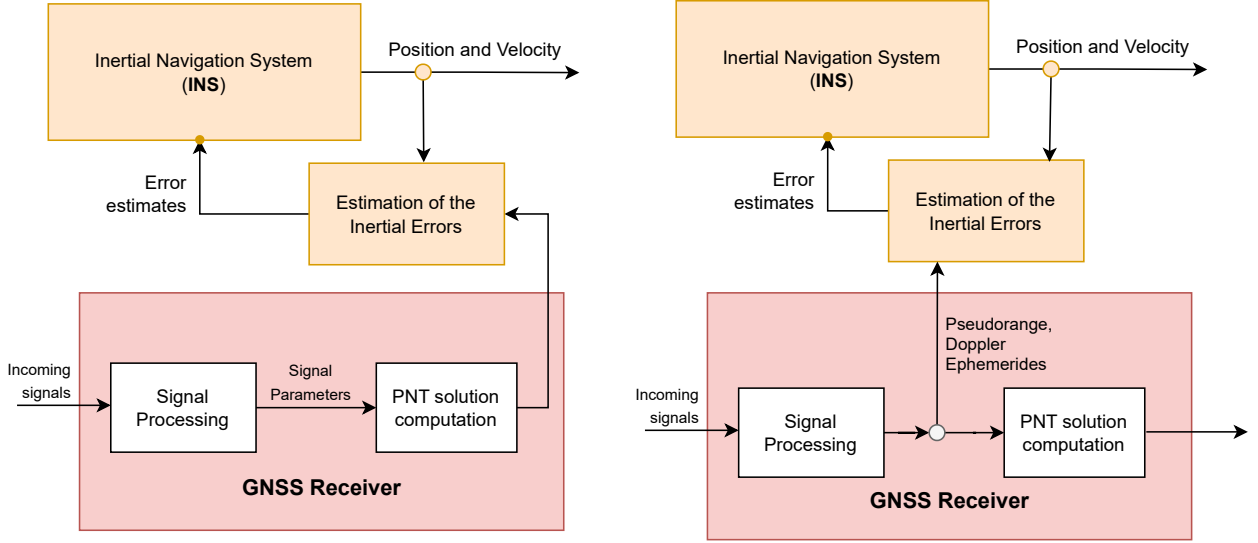 Inertial Navigation System
(INS)
Position and Velocity
Error
estimates
Estimation of the
Inertial Errors
Incoming
signals
Signal
Processing
Signal
Parameters
PNT solution
computation
GNSS Receiver
Inertial Navigation System
(INS)
Position and Velocity
Error
estimates
Estimation of the
Inertial Errors
Pseudorange,
Doppler
Ephemerides
Incoming
signals
Signal
Processing
PNT solution
computation
GNSS Receiver